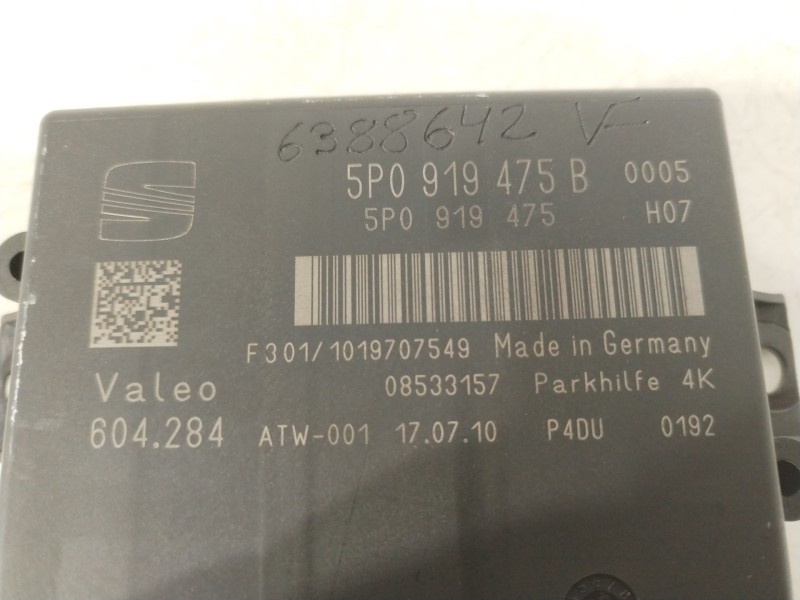 6388642 VF
5P0 919 475 B 0005
5P0 919 475 H07
F301/1019707549 Made in Germany
Valeo 08533157 Parkhilfe 4K
604.284 ATW-001 17.07.10 P4DU 0192